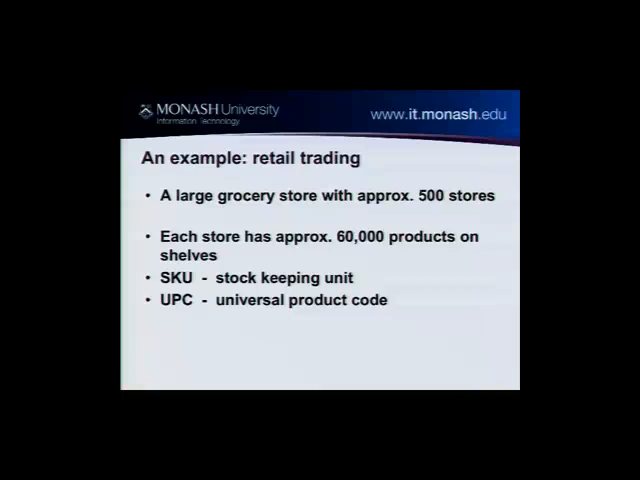 MONASH University
Information Technology
www.it.monash.edu
An example: retail trading
• A large grocery store with approx. 500 stores
• Each store has approx. 60,000 products on
shelves
• SKU - stock keeping unit
• UPC - universal product code